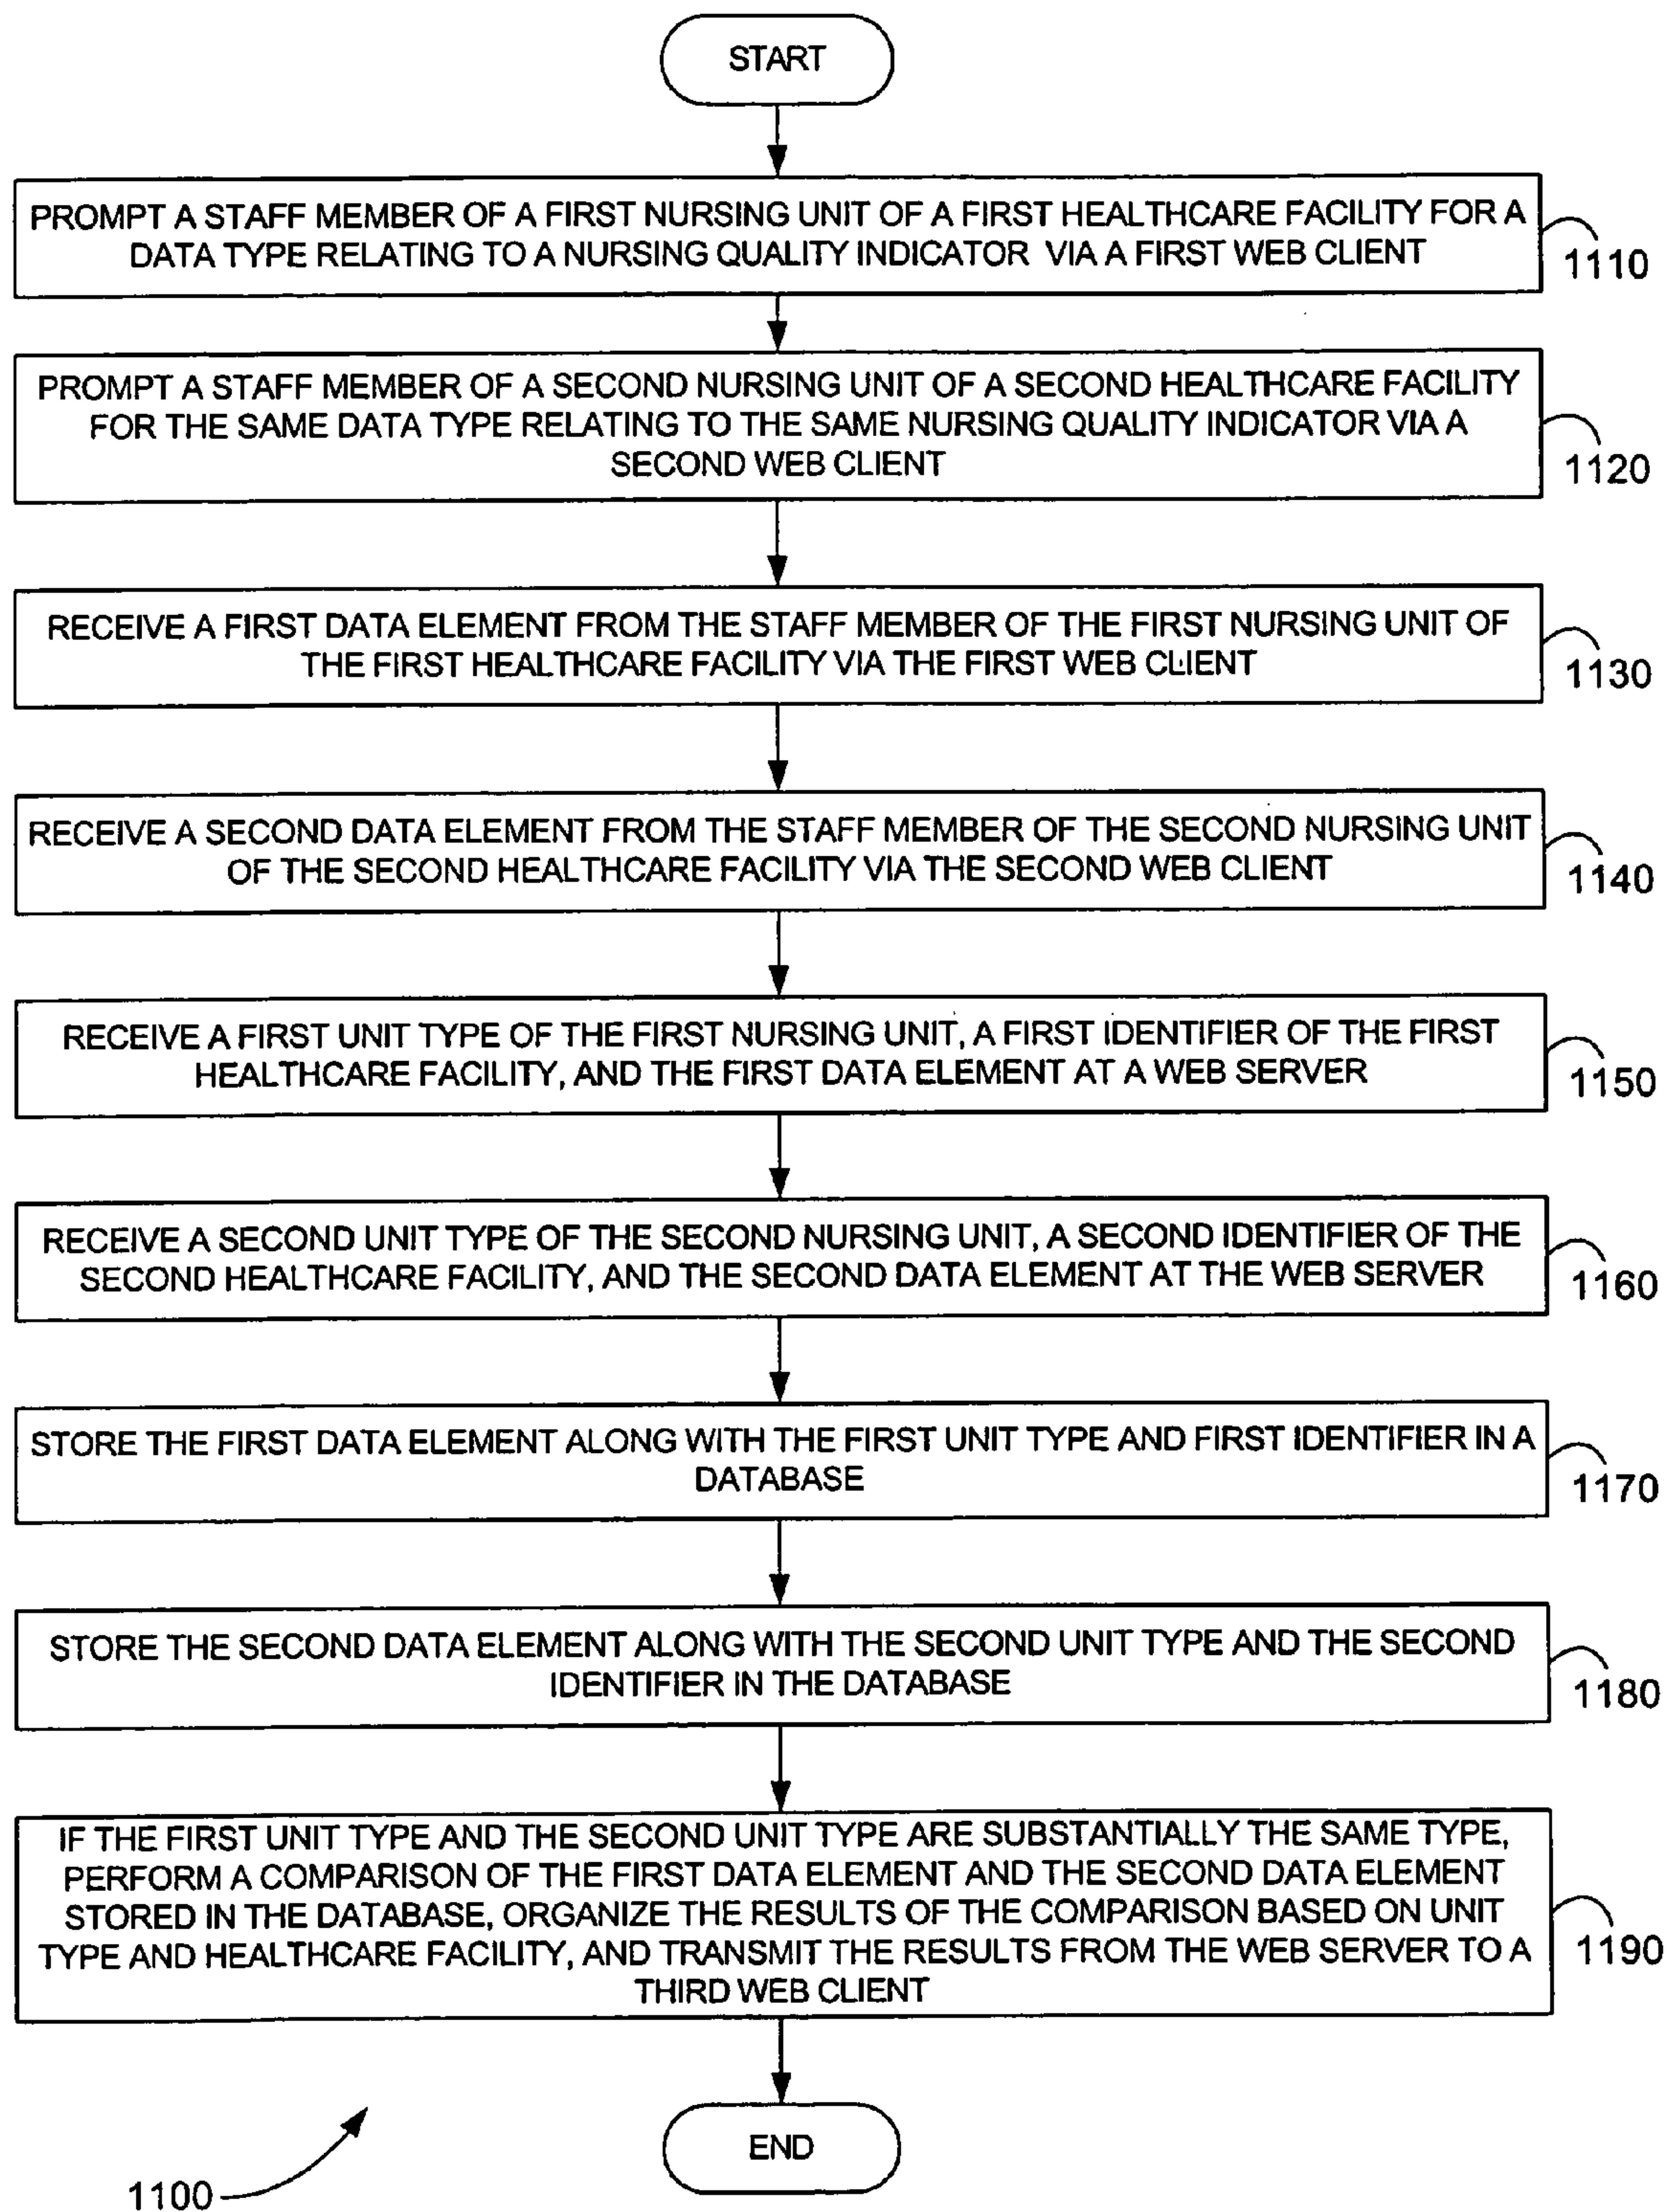 START
PROMPT A STAFF MEMBER OF A FIRST NURSING UNIT OF A FIRST HEALTHCARE FACILITY FOR A
DATA TYPE RELATING TO A NURSING QUALITY INDICATOR VIA A FIRST WEB CLIENT
1110
PROMPT A STAFF MEMBER OF A SECOND NURSING UNIT OF A SECOND HEALTHCARE FACILITY
FOR THE SAME DATA TYPE RELATING TO THE SAME NURSING QUALITY INDICATOR VIA A
SECOND WEB CLIENT
1120
RECEIVE A FIRST DATA ELEMENT FROM THE STAFF MEMBER OF THE FIRST NURSING UNIT OF
THE FIRST HEALTHCARE FACILITY VIA THE FIRST WEB CLIENT
1130
RECEIVE A SECOND DATA ELEMENT FROM THE STAFF MEMBER OF THE SECOND NURSING UNIT
OF THE SECOND HEALTHCARE FACILITY VIA THE SECOND WEB CLIENT
1140
RECEIVE A FIRST UNIT TYPE OF THE FIRST NURSING UNIT, A FIRST IDENTIFIER OF THE FIRST
HEALTHCARE FACILITY, AND THE FIRST DATA ELEMENT AT A WEB SERVER
1150
RECEIVE A SECOND UNIT TYPE OF THE SECOND NURSING UNIT, A SECOND IDENTIFIER OF THE
SECOND HEALTHCARE FACILITY, AND THE SECOND DATA ELEMENT AT THE WEB SERVER
1160
STORE THE FIRST DATA ELEMENT ALONG WITH THE FIRST UNIT TYPE AND FIRST IDENTIFIER IN A
DATABASE
1170
STORE THE SECOND DATA ELEMENT ALONG WITH THE SECOND UNIT TYPE AND THE SECOND
IDENTIFIER IN THE DATABASE
1180
IF THE FIRST UNIT TYPE AND THE SECOND UNIT TYPE ARE SUBSTANTIALLY THE SAME TYPE,
PERFORM A COMPARISON OF THE FIRST DATA ELEMENT AND THE SECOND DATA ELEMENT
STORED IN THE DATABASE, ORGANIZE THE RESULTS OF THE COMPARISON BASED ON UNIT
TYPE AND HEALTHCARE FACILITY, AND TRANSMIT THE RESULTS FROM THE WEB SERVER TO A
THIRD WEB CLIENT
1190
END
1100